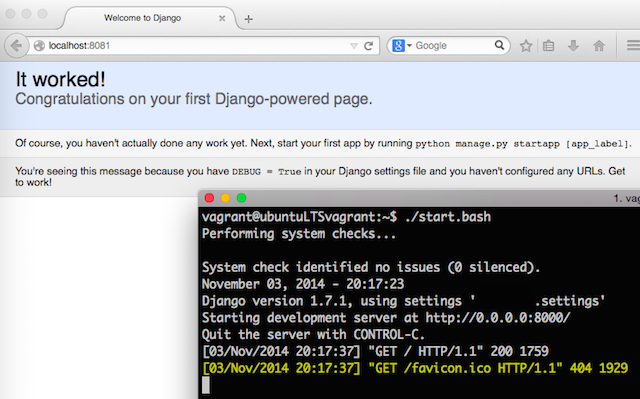 Welcome to Django
localhost:8081
Google
It worked!
Congratulations on your first Django-powered page.
Of course, you haven't actually done any work yet. Next, start your first app by running python manage.py startapp [app_label].
You're seeing this message because you have DEBUG = True in your Django settings file and you haven't configured any URLs. Get
to work!
1. vag
vagrant@ubuntuLTSvagrant:~$ ./start.bash
Performing system checks...
System check identified no issues (0 silenced).
November 03, 2014 - 20:17:23
Django version 1.7.1, using settings '       .settings'
Starting development server at http://0.0.0.0:8000/
Quit the server with CONTROL-C.
[03/Nov/2014 20:17:37] "GET / HTTP/1.1" 200 1759
[03/Nov/2014 20:17:37] "GET /favicon.ico HTTP/1.1" 404 1929